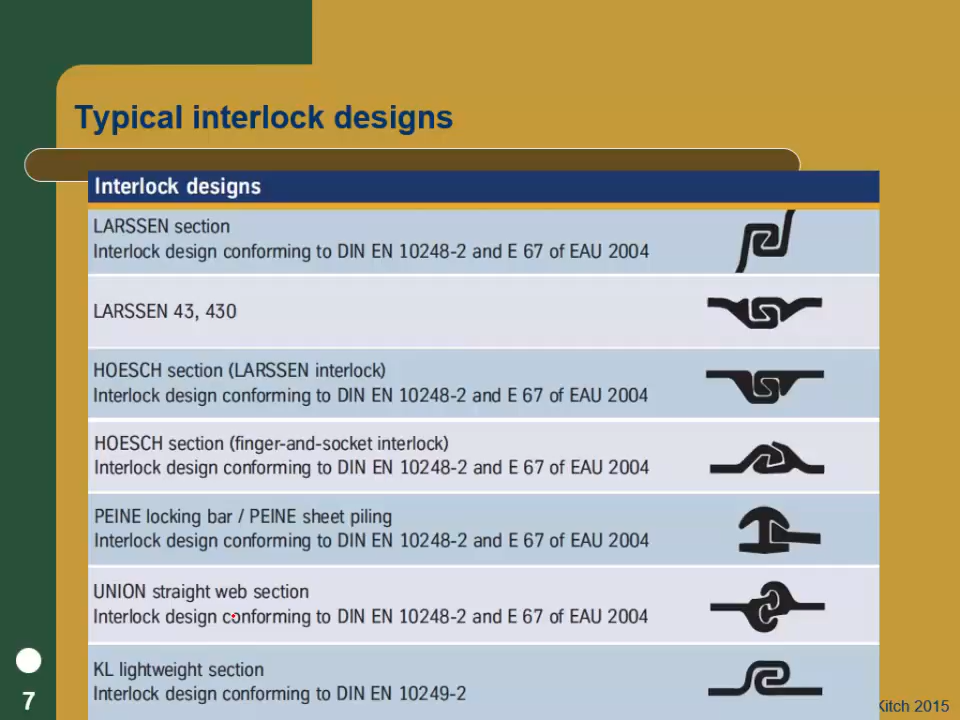 Typical interlock designs
Interlock designs
LARSSEN section
Interlock design conforming to DIN EN 10248-2 and E 67 of EAU 2004
LARSSEN 43, 430
HOESCH section (LARSSEN interlock)
Interlock design conforming to DIN EN 10248-2 and E 67 of EAU 2004
HOESCH section (finger-and-socket interlock)
Interlock design conforming to DIN EN 10248-2 and E 67 of EAU 2004
PEINE locking bar / PEINE sheet piling
Interlock design conforming to DIN EN 10248-2 and E 67 of EAU 2004
UNION straight web section
Interlock design conforming to DIN EN 10248-2 and E 67 of EAU 2004
KL lightweight section
Interlock design conforming to DIN EN 10249-2
7
Kitch 2015